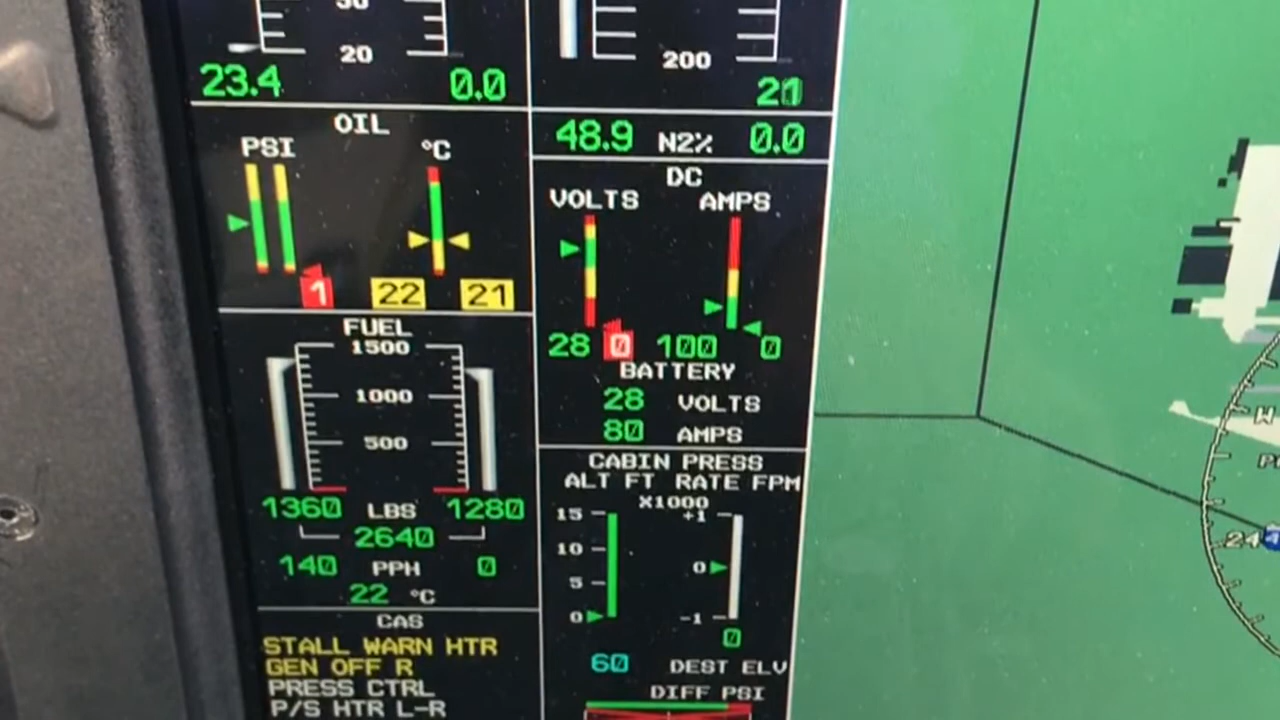 20
23.4 0.0
200
21
OIL
PSI °C
1 22 21
48.9 N2% 0.0
DC
VOLTS AMPS
28 0 100 0
BATTERY
28 VOLTS
80 AMPS
FUEL
1500
1000
500
1360 LBS 1280
2640
140 PPH 0
22 °C
CABIN PRESS
ALT FT RATE FPM
X1000
15 +1
10
0
5
0 -1
0
60 DEST ELV
DIFF PSI
CAS
STALL WARN HTR
GEN OFF R
PRESS CTRL
P/S HTR L-R
W
24